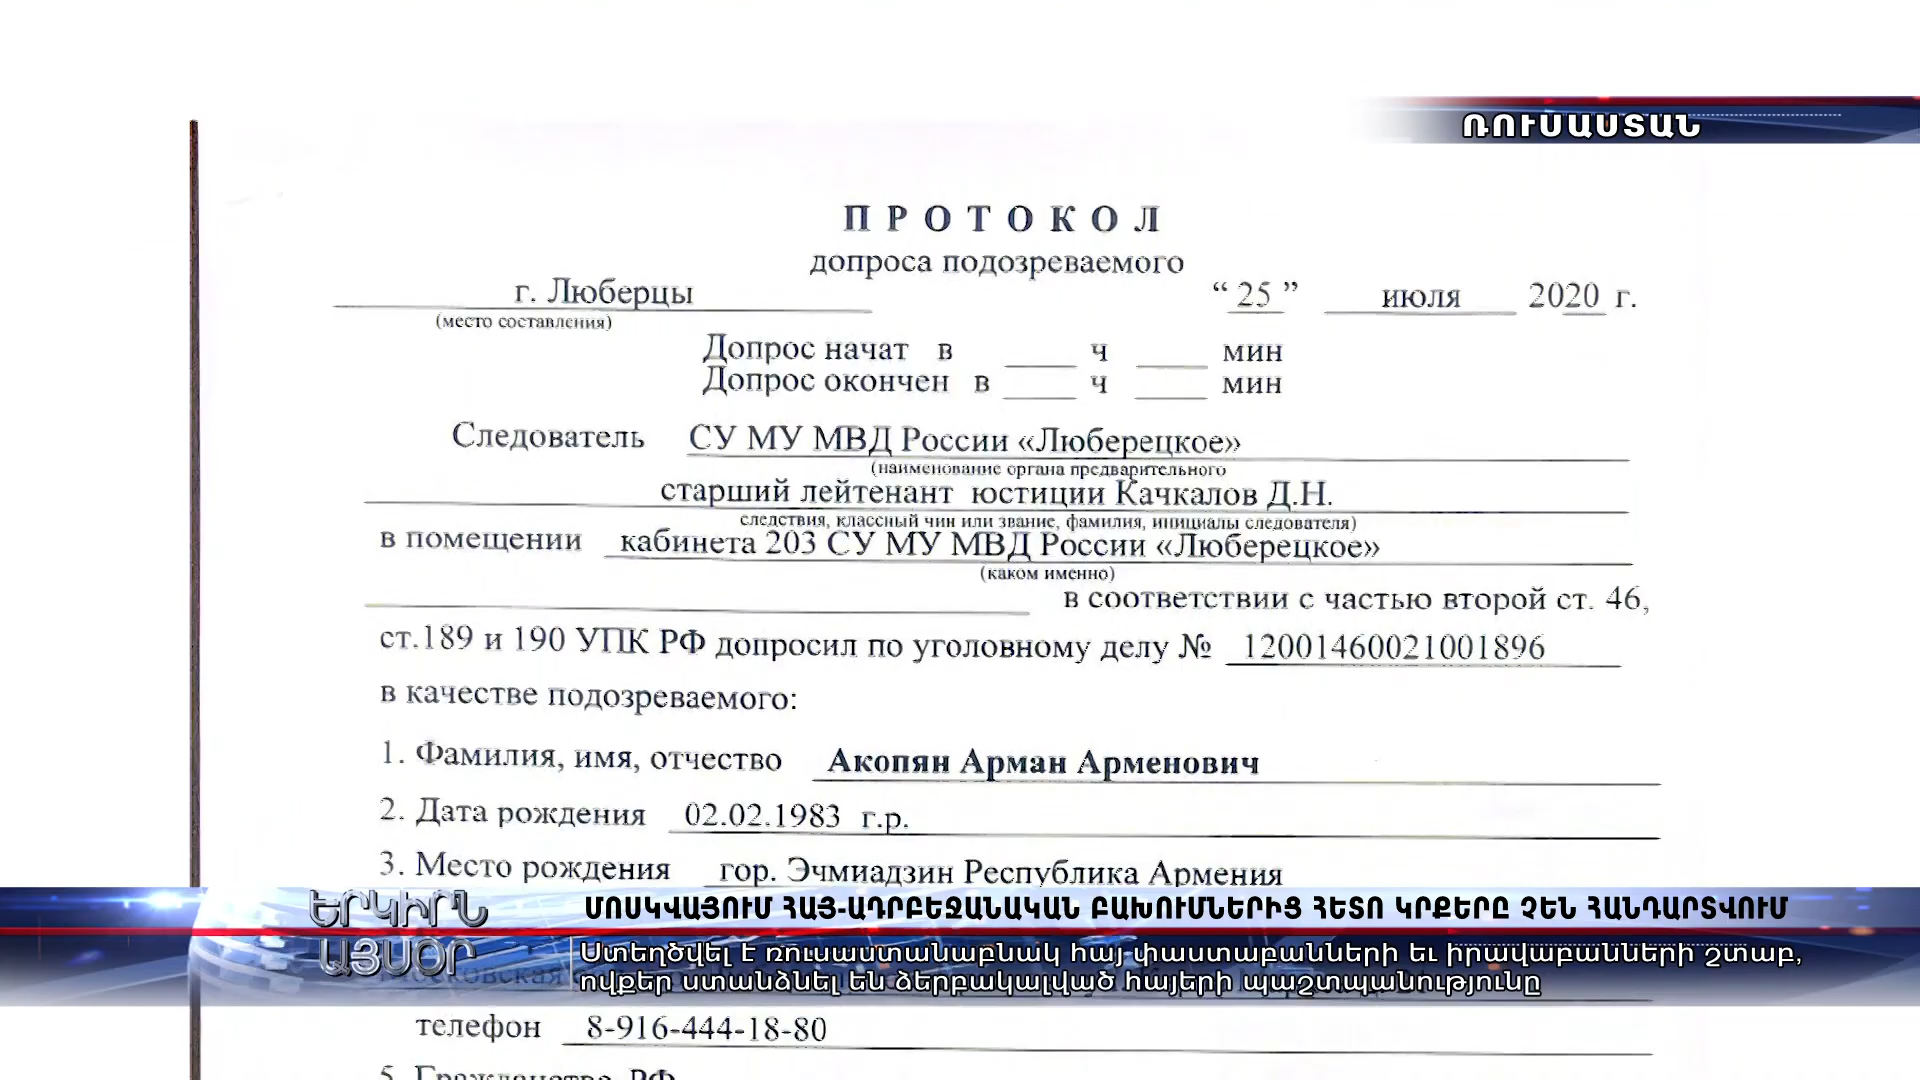 ՌՈՒՍԱՍՏԱՆ
ПРОТОКОЛ
допроса подозреваемого
г. Люберцы “ 25 ” июля 2020 г.
(место составления)
Допрос начат в ч мин
Допрос окончен в ч мин
Следователь СУ МУ МВД России «Люберецкое»
(наименование органа предварительного
старший лейтенант юстиции Качкалов Д.Н.
следствия, классный чин или звание, фамилия, инициалы следователя)
в помещении кабинета 203 СУ МУ МВД России «Люберецкое»
(каком именно)
в соответствии с частью второй ст. 46,
ст.189 и 190 УПК РФ допросил по уголовному делу № 12001460021001896
в качестве подозреваемого:
1. Фамилия, имя, отчество Акопян Арман Арменович
2. Дата рождения 02.02.1983 г.р.
3. Место рождения гор. Эчмиадзин Республика Армения
ԵՐԿԻՐՆ
ԱՅՍՕՐ
ՄՈՍԿՎԱՅՈՒՄ ՀԱՅ-ԱԴՐԲԵՋԱՆԱԿԱՆ ԲԱԽՈՒՄՆԵՐԻՑ ՀԵՏՈ ԿՐՔԵՐԸ ՉԵՆ ՀԱՆԴԱՐՏՎՈՒՄ
Ստեղծվել է ռուսաստանաբնակ հայ փաստաբանների եւ իրավաբանների շտաբ,
ովքեր ստանձնել են ձերբակալված հայերի պաշտպանությունը
телефон 8-916-444-18-80
5. Гражданство РФ